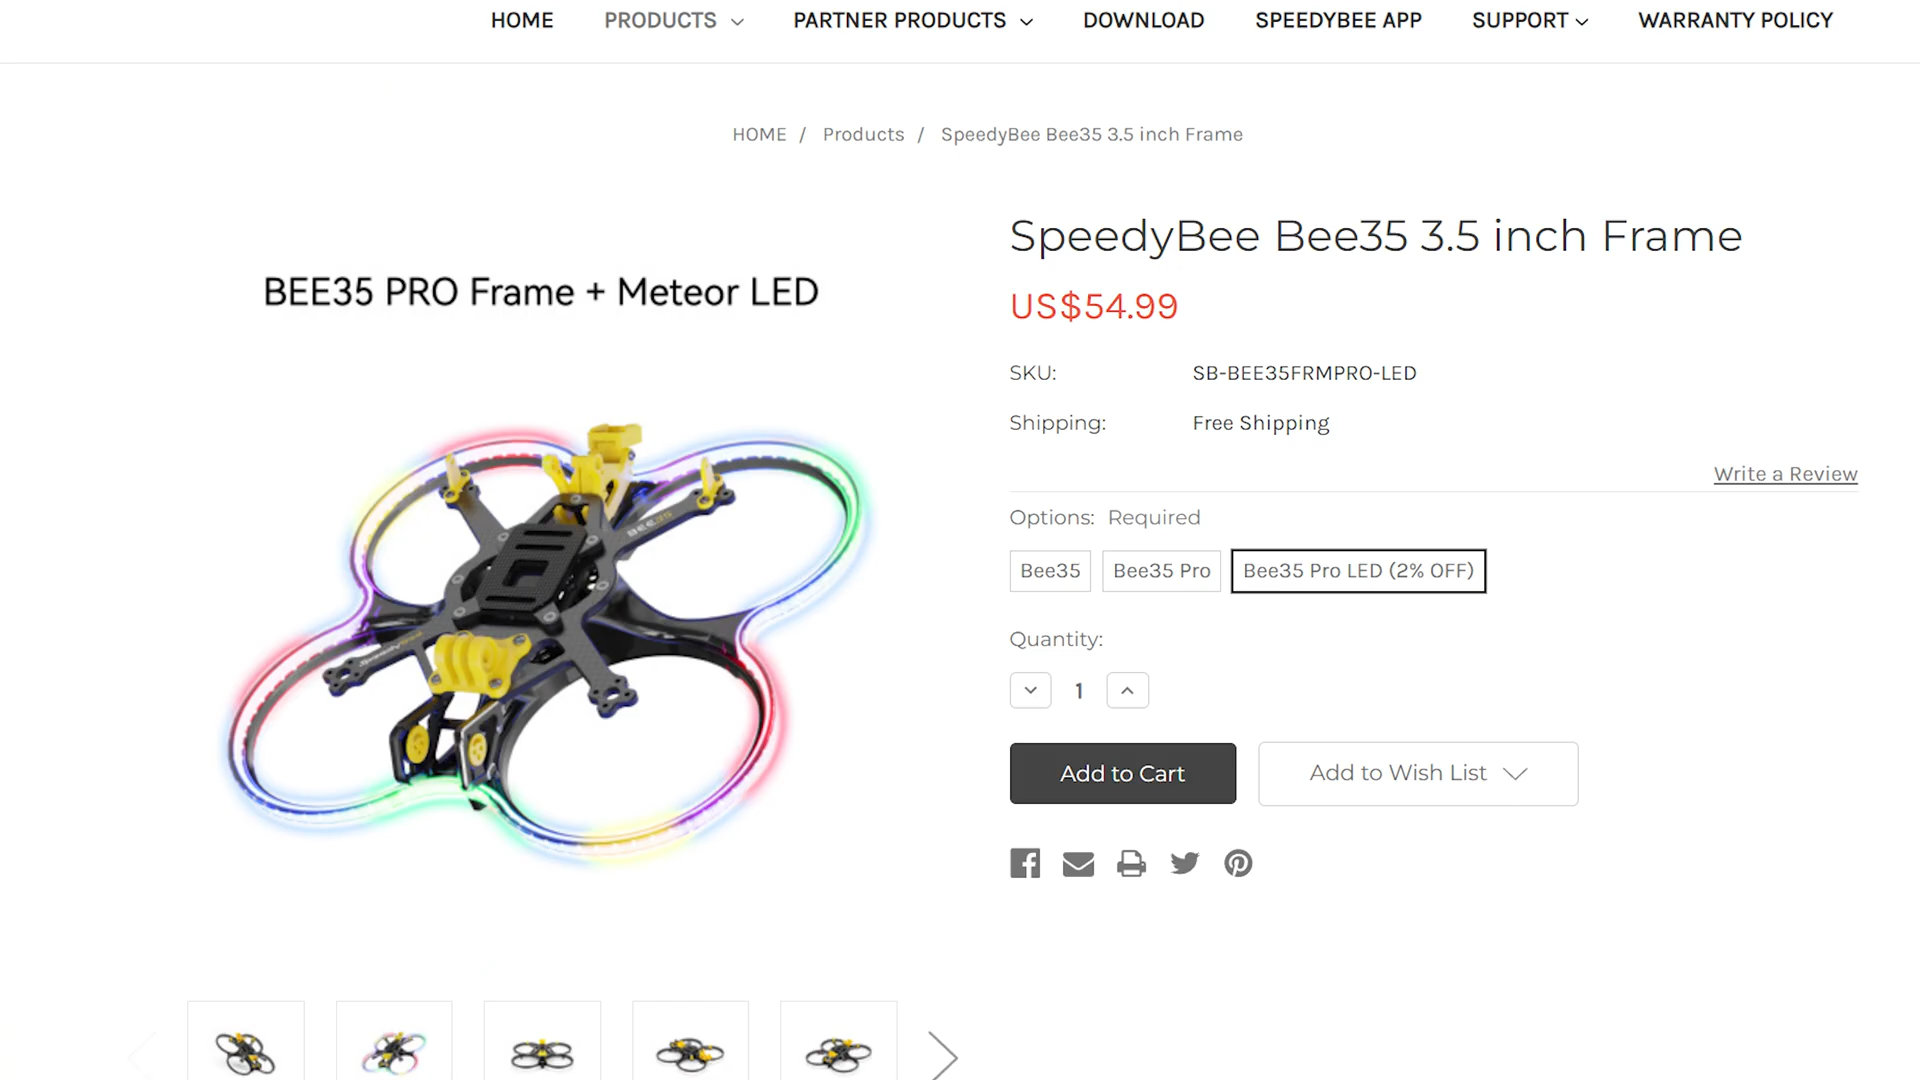 HOME PRODUCTS PARTNER PRODUCTS DOWNLOAD SPEEDYBEE APP SUPPORT WARRANTY POLICY
HOME / Products / SpeedyBee Bee35 3.5 inch Frame
BEE35 PRO Frame + Meteor LED
BEE35
SpeedyBee
SpeedyBee Bee35 3.5 inch Frame
US$54.99
SKU: SB-BEE35FRMPRO-LED
Shipping: Free Shipping
Write a Review
Options: Required
Bee35 Bee35 Pro Bee35 Pro LED (2% OFF)
Quantity:
1
Add to Cart Add to Wish List